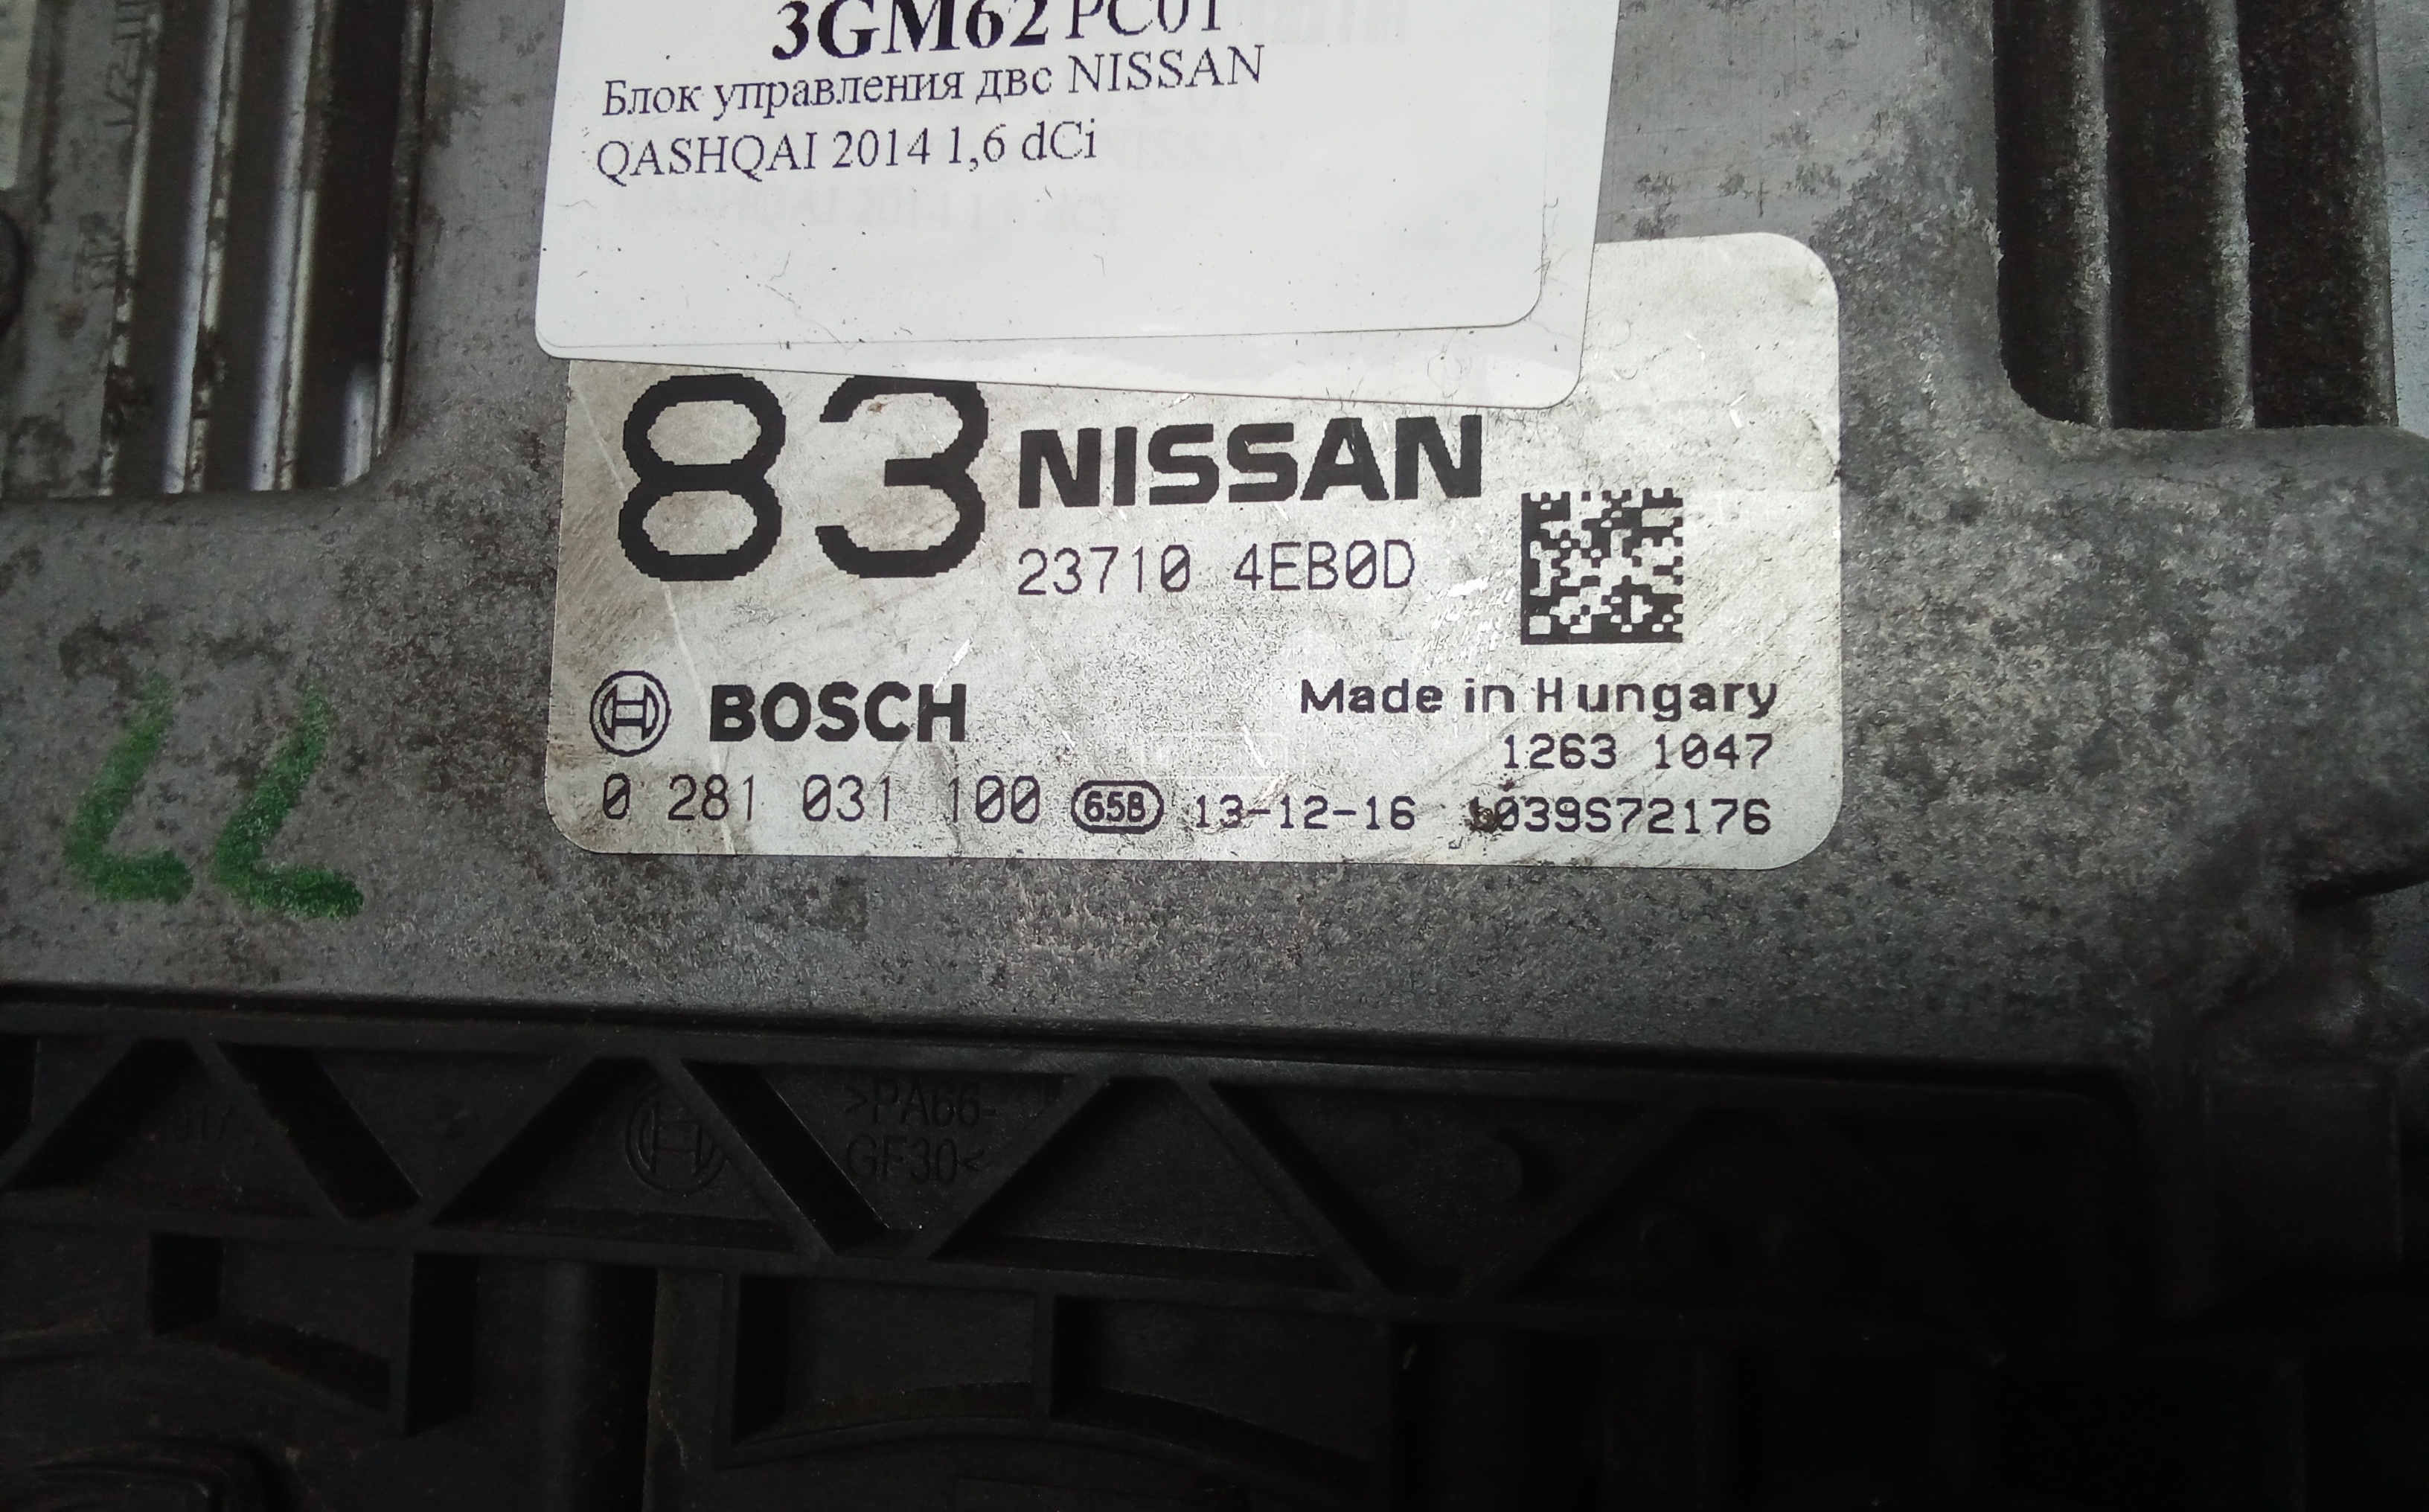 3GM62 PC01
Блок управления двс NISSAN
QASHQAI 2014 1,6 dCi
83 NISSAN
23710 4EB0D
BOSCH
Made in Hungary
1263 1047
0 281 031 100 65B 13-12-16 039S72176
>PA66-
GF30<